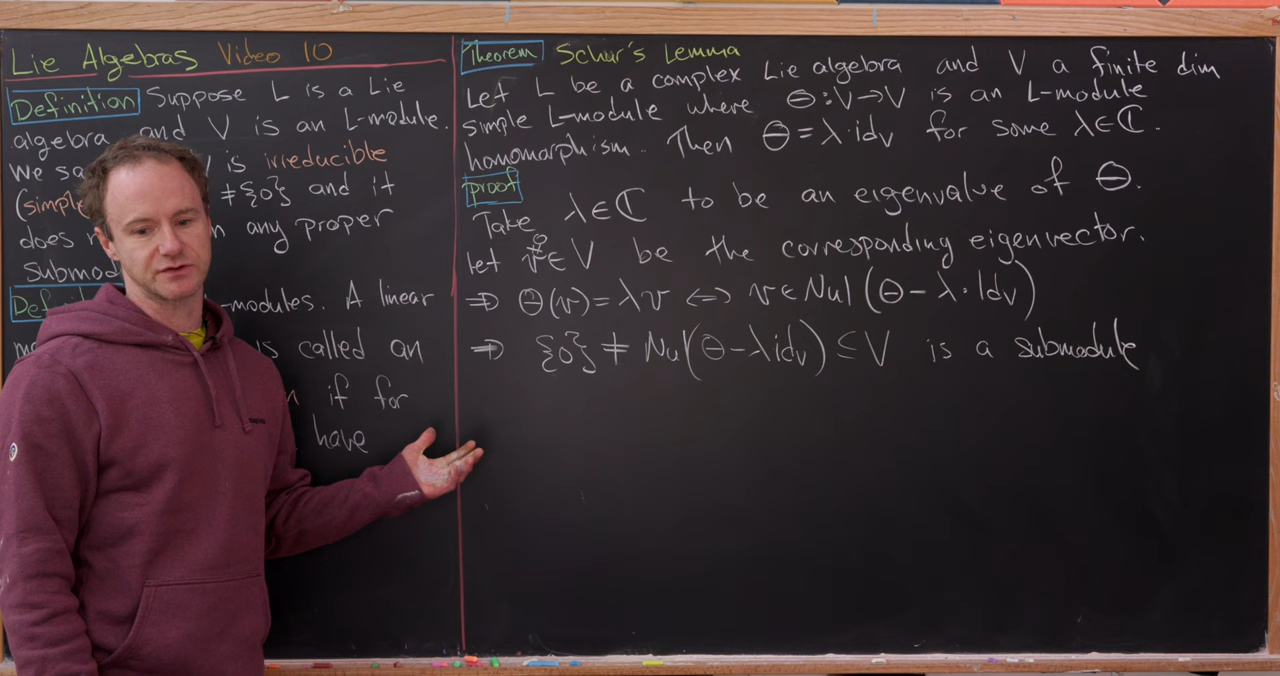 Lie Algebras Video 10
Definition Suppose L is a Lie
algebra and V is an L-module.
We sa V is irreducible
(simple ≠{0} and it
does n any proper
submod
Defi -modules. A linear
is called an
if for
have
Theorem Schur's Lemma
Let L be a complex Lie algebra and V a finite dim
simple L-module where Θ:V→V is an L-module
homomorphism. Then Θ=λ·idv for some λ∈ℂ.
proof
Take λ∈ℂ to be an eigenvalue of Θ.
let 0≠v∈V be the corresponding eigenvector.
⇒ Θ(v)=λv ⇔ v∈Nul(Θ-λ·Idv)
⇒ {0}≠Nul(Θ-λidv)⊆V is a submodule